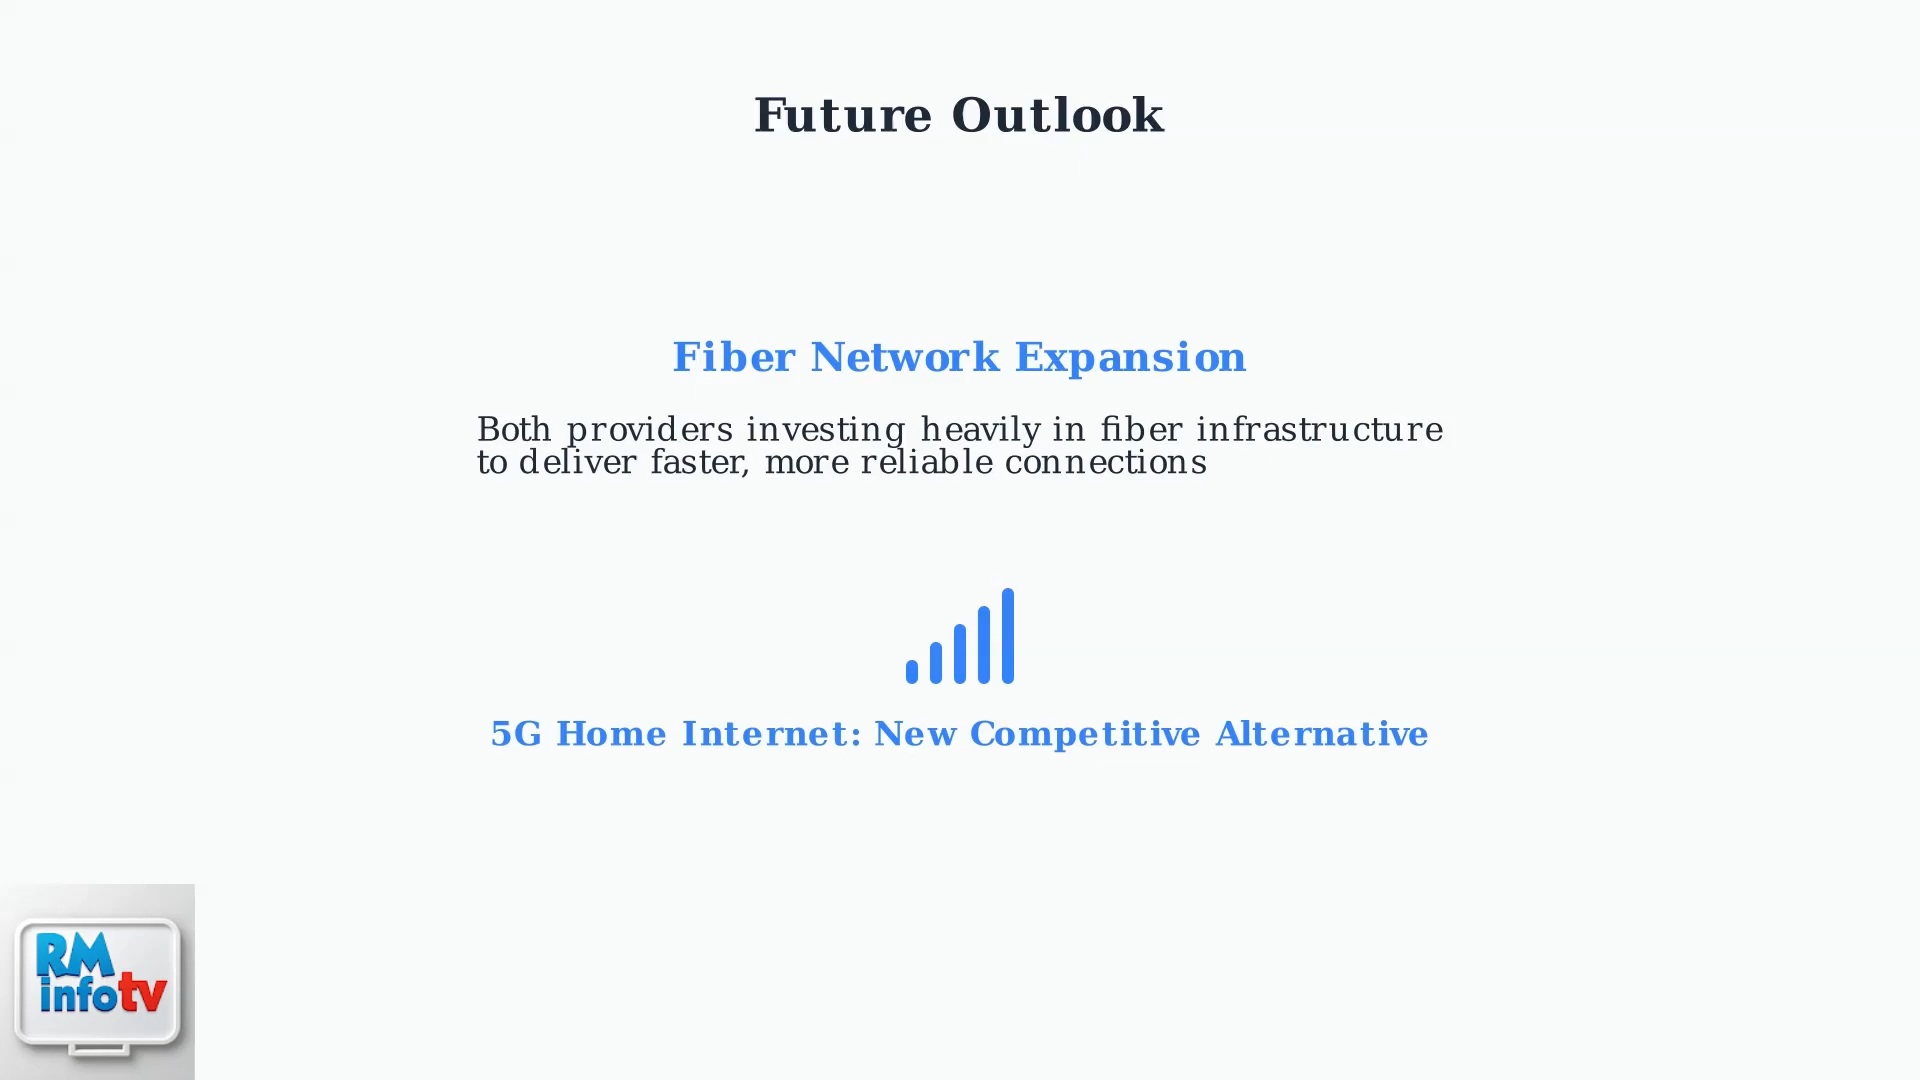 Future Outlook
Fiber Network Expansion
Both providers investing heavily in fiber infrastructure
to deliver faster, more reliable connections
5G Home Internet: New Competitive Alternative
RM
infotv